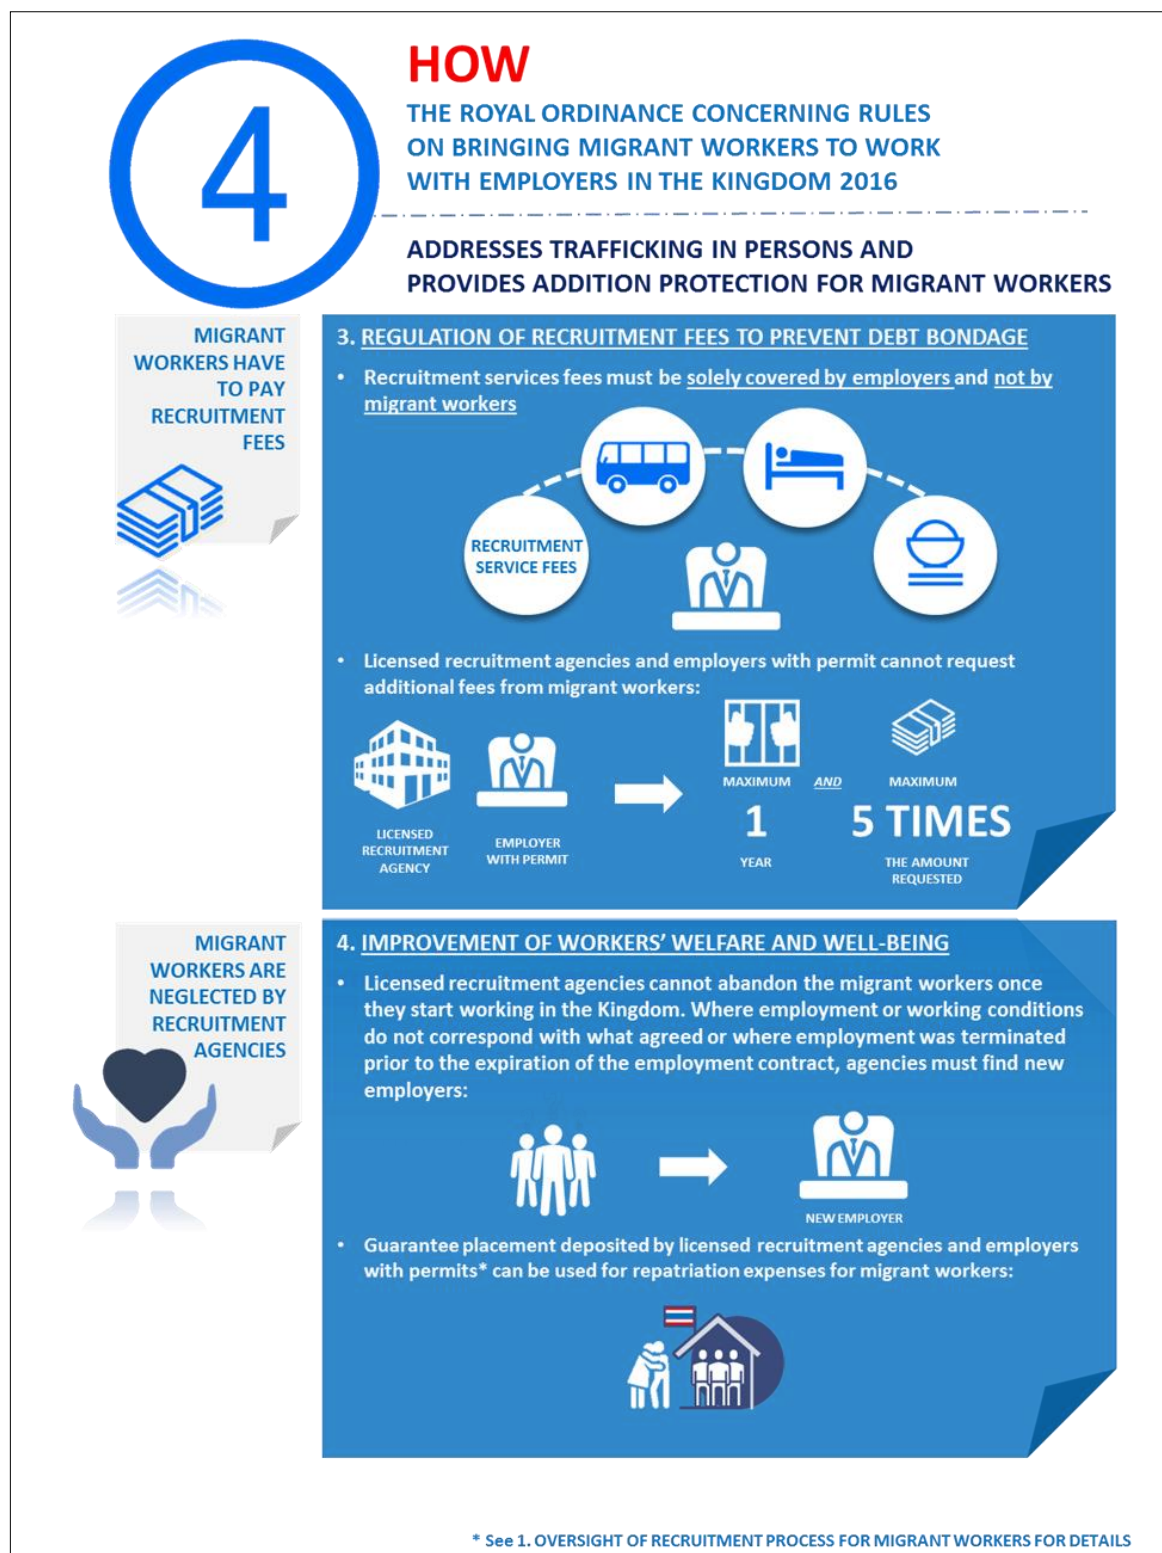 4
HOW
THE ROYAL ORDINANCE CONCERNING RULES
ON BRINGING MIGRANT WORKERS TO WORK
WITH EMPLOYERS IN THE KINGDOM 2016
ADDRESSES TRAFFICKING IN PERSONS AND
PROVIDES ADDITION PROTECTION FOR MIGRANT WORKERS
MIGRANT
WORKERS HAVE
TO PAY
RECRUITMENT
FEES
3. REGULATION OF RECRUITMENT FEES TO PREVENT DEBT BONDAGE
• Recruitment services fees must be solely covered by employers and not by
migrant workers
RECRUITMENT
SERVICE FEES
• Licensed recruitment agencies and employers with permit cannot request
additional fees from migrant workers:
LICENSED
RECRUITMENT
AGENCY
EMPLOYER
WITH PERMIT
MAXIMUM
1
YEAR
AND
MAXIMUM
5 TIMES
THE AMOUNT
REQUESTED
MIGRANT
WORKERS ARE
NEGLECTED BY
RECRUITMENT
AGENCIES
4. IMPROVEMENT OF WORKERS' WELFARE AND WELL-BEING
• Licensed recruitment agencies cannot abandon the migrant workers once
they start working in the Kingdom. Where employment or working conditions
do not correspond with what agreed or where employment was terminated
prior to the expiration of the employment contract, agencies must find new
employers:
NEW EMPLOYER
• Guarantee placement deposited by licensed recruitment agencies and employers
with permits* can be used for repatriation expenses for migrant workers:
* See 1. OVERSIGHT OF RECRUITMENT PROCESS FOR MIGRANT WORKERS FOR DETAILS